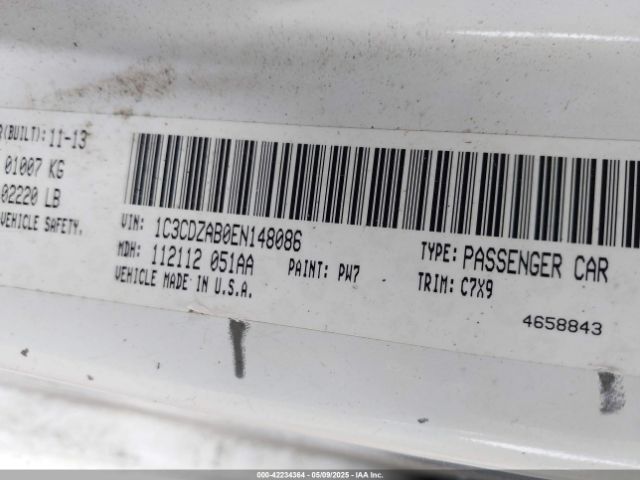 R(BUILT): 11-13
01007 KG
02220 LB
VEHICLE SAFETY.
VIN: 1C3CDZAB0EN148086
MDH: 112112 051AA
PAINT: PW7
VEHICLE MADE IN U.S.A.
TYPE: PASSENGER CAR
TRIM: C7X9
4658843
000-42234364 - 05/09/2025 - IAA Inc. Copyright